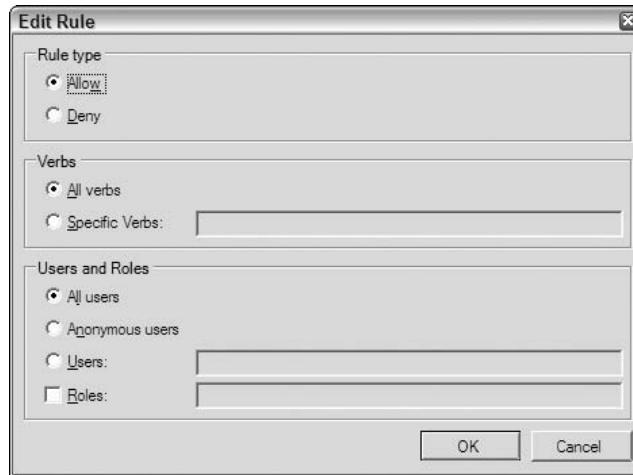 Edit Rule
Rule type
Allow
Deny
Verbs
All verbs
Specific Verbs:
Users and Roles
All users
Anonymous users
Users:
Roles:
OK
Cancel